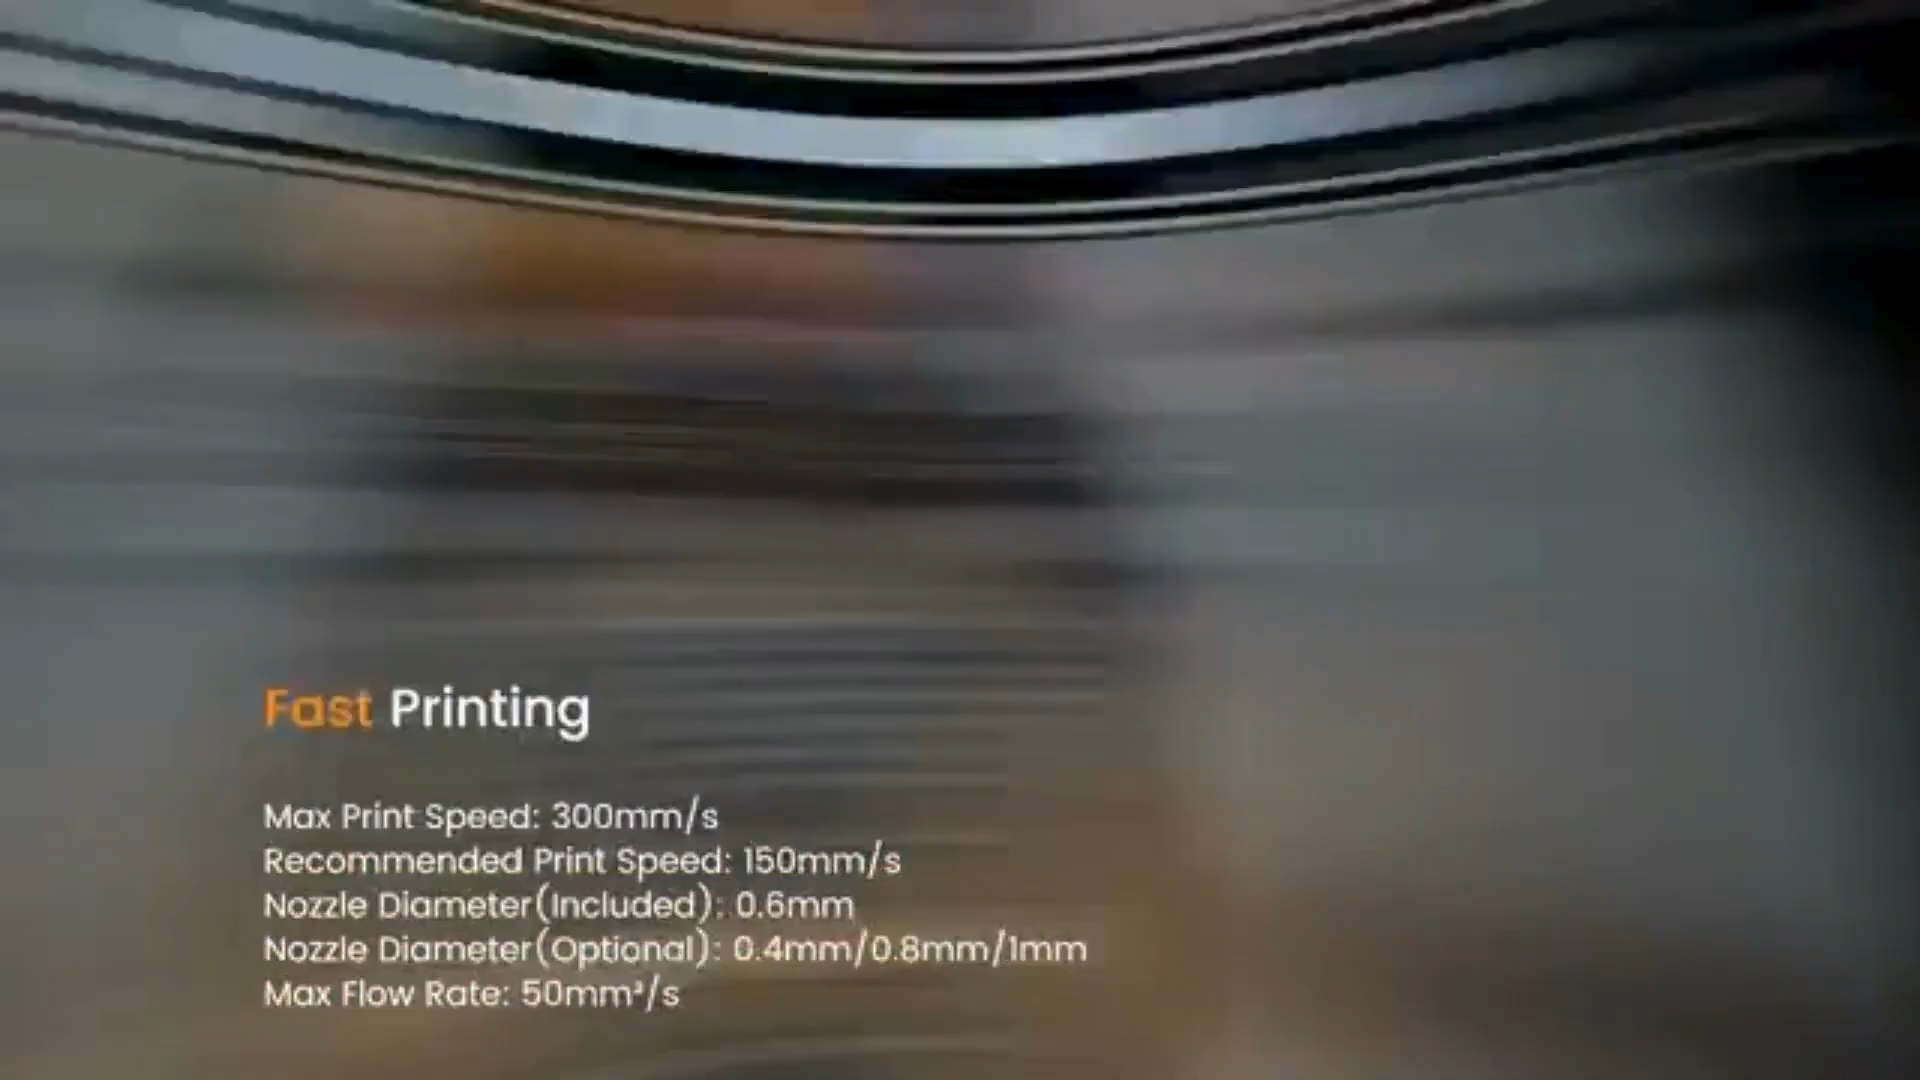 Fast Printing
Max Print Speed: 300mm/s
Recommended Print Speed: 150mm/s
Nozzle Diameter(Included): 0.6mm
Nozzle Diameter(Optional): 0.4mm/0.8mm/1mm
Max Flow Rate: 50mm³/s